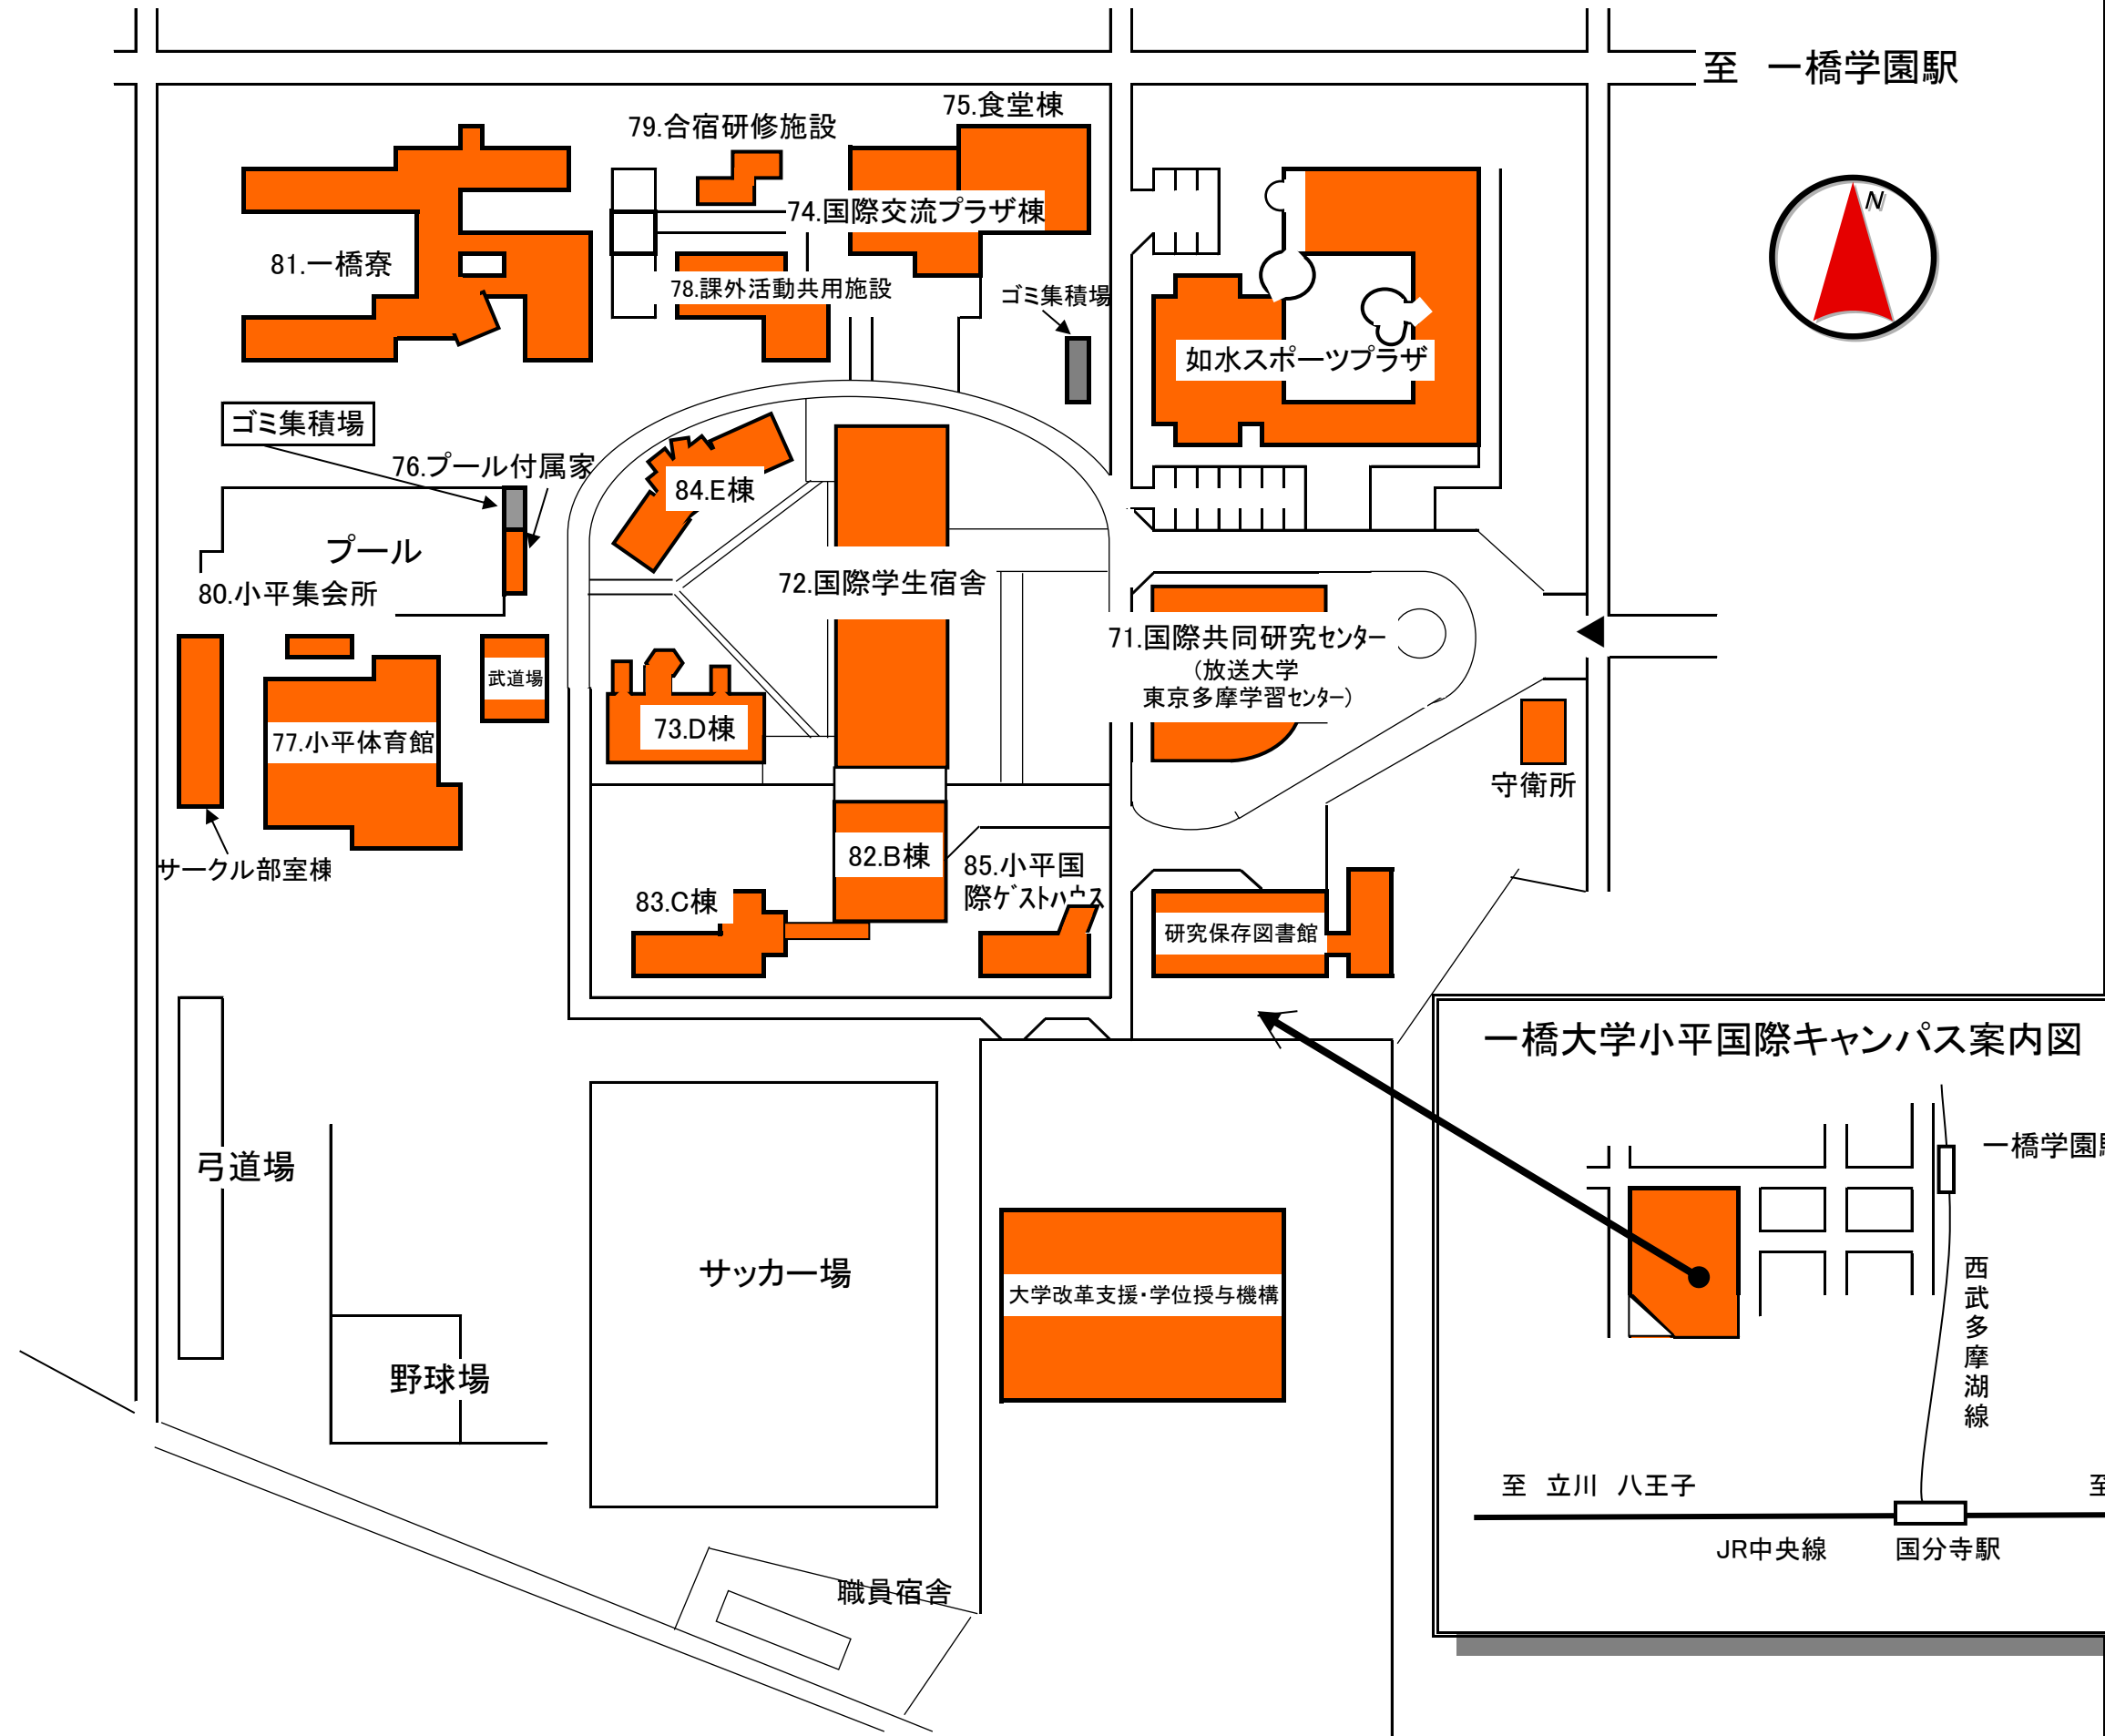 至　一橋学園駅
75.食堂棟
79.合宿研修施設
N
74.国際交流プラザ棟
81.一橋寮
78.課外活動共用施設
ゴミ集積場
如水スポーツプラザ
ゴミ集積場
76.プール付属家
84.E棟
プール
72.国際学生宿舎
80.小平集会所
71.国際共同研究センター
(放送大学
東京多摩学習センター)
武道場
73.D棟
77.小平体育館
守衛所
82.B棟
85.小平国
際ゲストハウス
サークル部室棟
83.C棟
研究保存図書館
一橋大学小平国際キャンパス案内図
一橋学園駅
弓道場
サッカー場
大学改革支援・学位授与機構
西武多摩湖線
野球場
至　立川　八王子
至
JR中央線
国分寺駅
職員宿舎